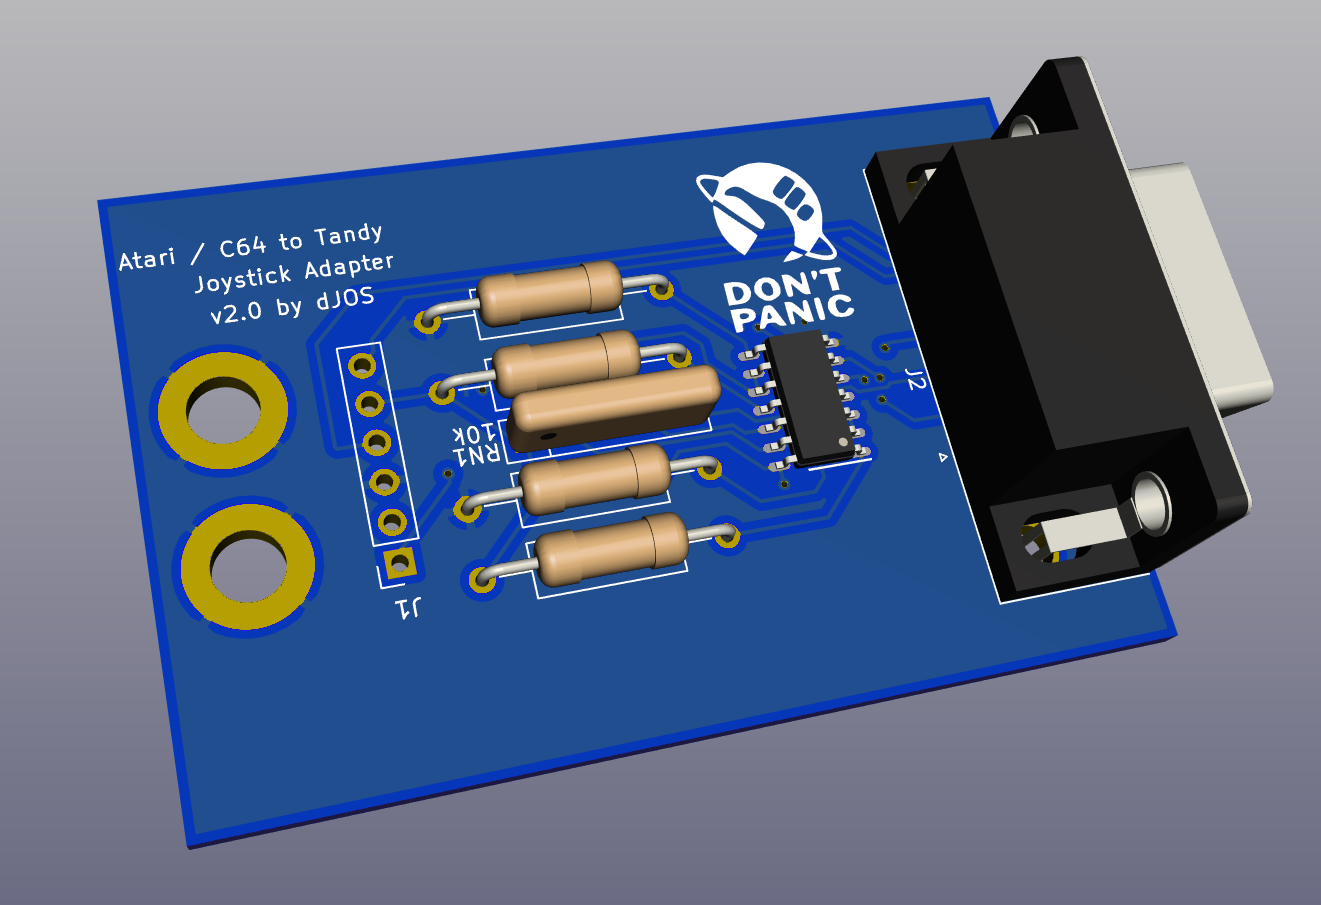 Atari / C64 to Tandy
Joystick Adapter
v2.0 by dJOS
DON'T
PANIC
J2
10k
RN1
J1